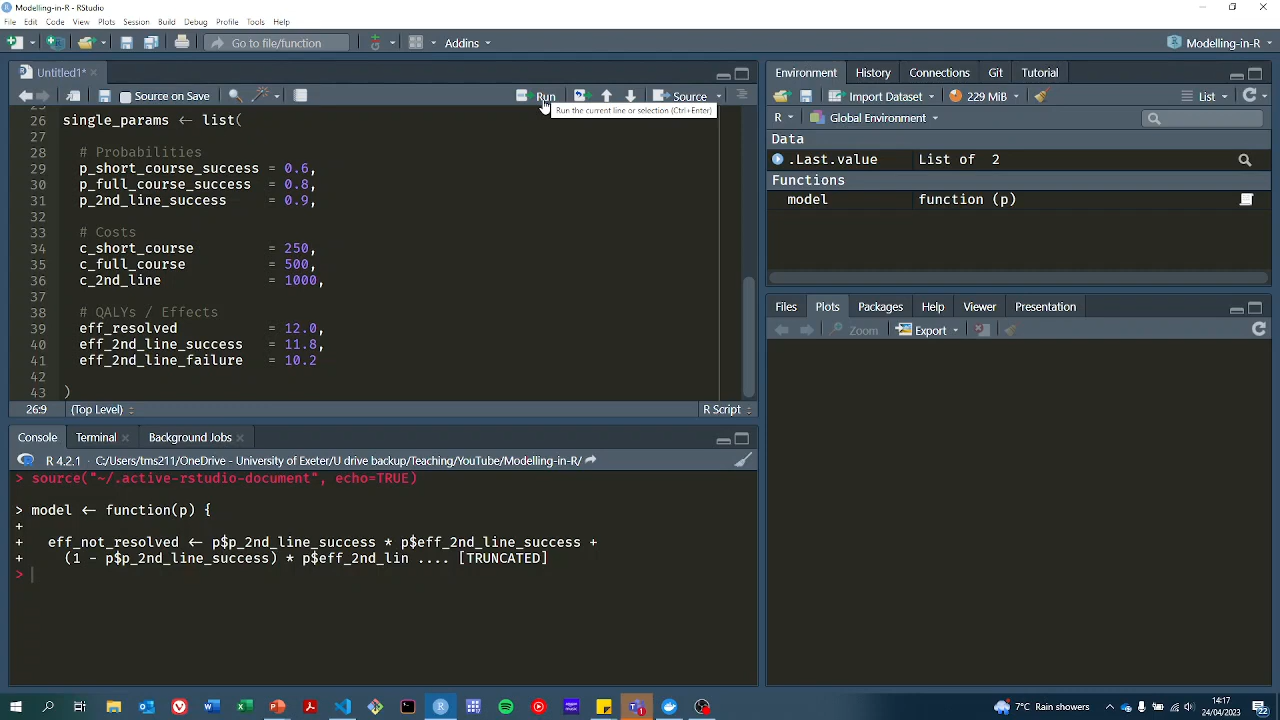 Modelling-in-R - RStudio
File Edit Code View Plots Session Build Debug Profile Tools Help
Go to file/function
Addins
Modelling-in-R
Untitled1*
Source on Save
Run
Source
Run the current line or selection (Ctrl+Enter)
26 single_params ← list(
27
28 # Probabilities
29 p_short_course_success = 0.6,
30 p_full_course_success = 0.8,
31 p_2nd_line_success = 0.9,
32
33 # Costs
34 c_short_course = 250,
35 c_full_course = 500,
36 c_2nd_line = 1000,
37
38 # QALYs / Effects
39 eff_resolved = 12.0,
40 eff_2nd_line_success = 11.8,
41 eff_2nd_line_failure = 10.2
42
43 )
26:9 (Top Level) R Script
Console Terminal Background Jobs
R 4.2.1 · C:/Users/tms211/OneDrive - University of Exeter/U drive backup/Teaching/YouTube/Modelling-in-R/
> source("~/.active-rstudio-document", echo=TRUE)
> model ← function(p) {
+
+ eff_not_resolved ← p$p_2nd_line_success * p$eff_2nd_line_success +
+ (1 - p$p_2nd_line_success) * p$eff_2nd_lin .... [TRUNCATED]
>
Environment History Connections Git Tutorial
Import Dataset 229 MiB List
R Global Environment
Data
.Last.value List of 2
Functions
model function (p)
Files Plots Packages Help Viewer Presentation
Zoom Export
7°C Rain showers
14:17
24/04/2023